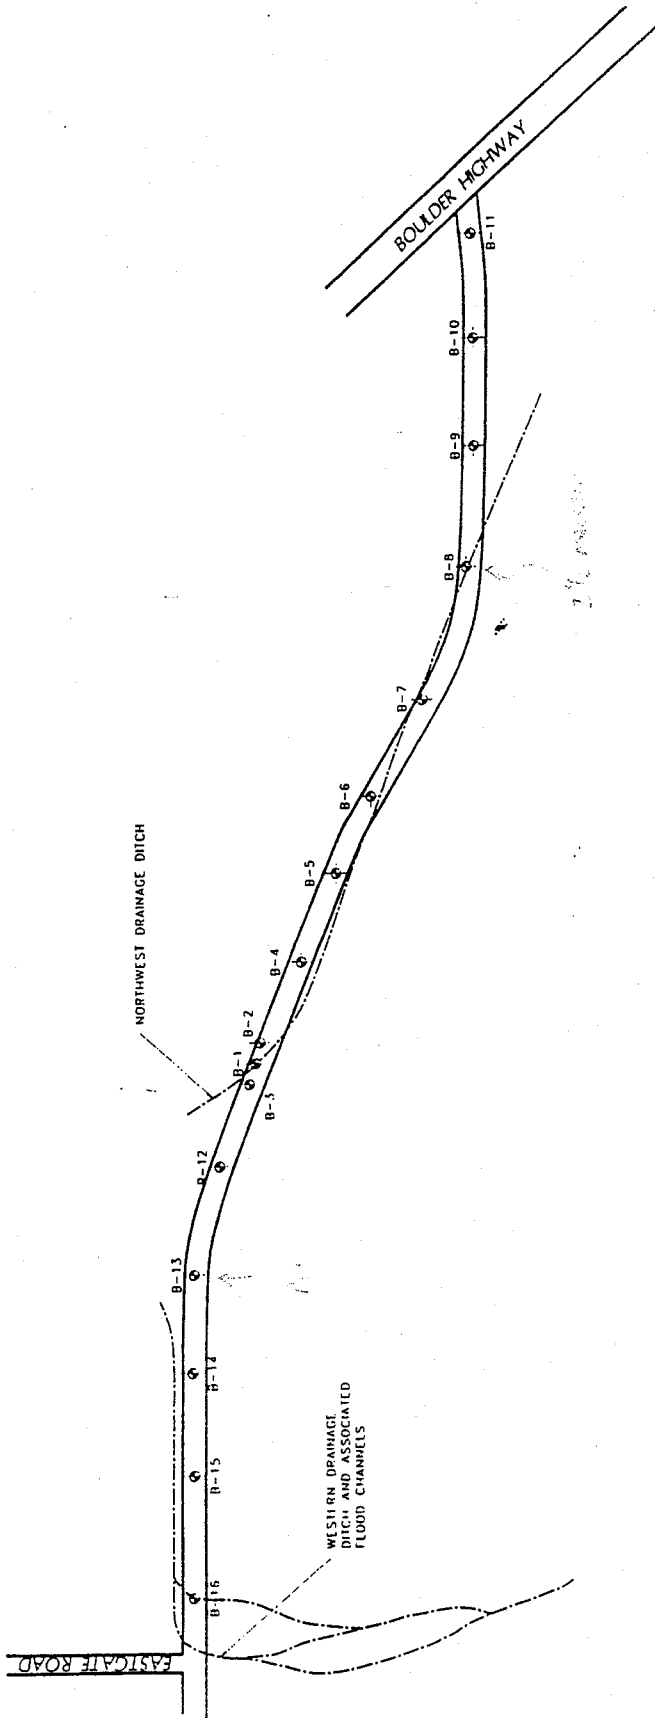 BOULDER HIGHWAY
B-11
B-10
B-9
B-8
B-7
B-6
B-5
B-4
B-2
B-1
B-3
NORTHWEST DRAINAGE DITCH
B-12
B-13
B-14
B-15
B-16
WESTERN DRAINAGE
DITCH AND ASSOCIATED
FLOOD CHANNELS
EASTGATE ROAD